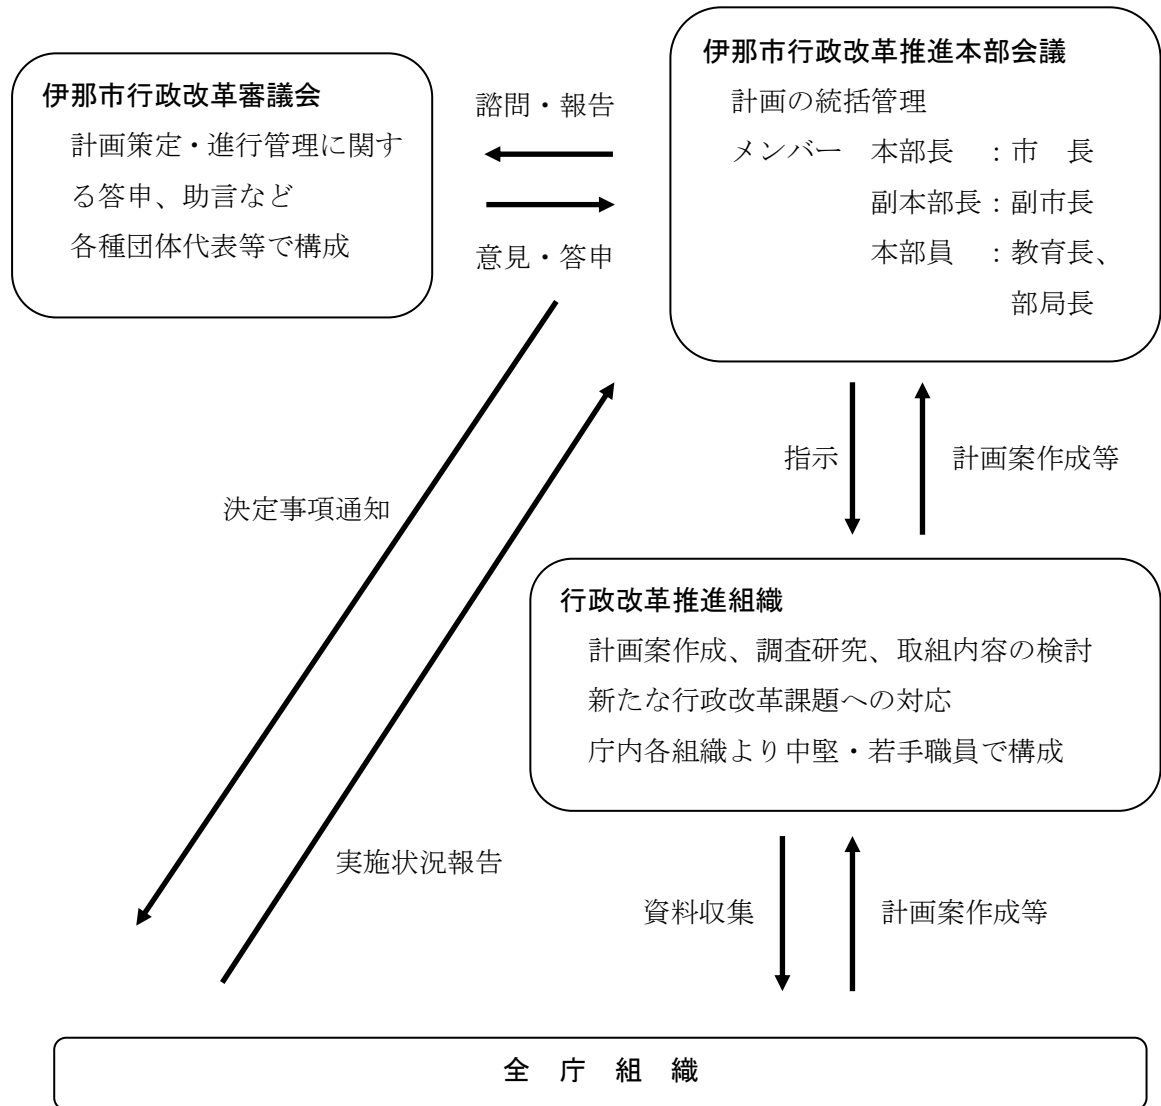 伊那市行政改革審議会
計画策定・進行管理に関す
る答申、助言など
各種団体代表等で構成
諮問・報告
意見・答申
伊那市行政改革推進本部会議
計画の統括管理
メンバー　本部長　：市　長
副本部長：副市長
本部員　：教育長、
部局長
指示
計画案作成等
決定事項通知
行政改革推進組織
計画案作成、調査研究、取組内容の検討
新たな行政改革課題への対応
庁内各組織より中堅・若手職員で構成
実施状況報告
資料収集
計画案作成等
全　庁　組　織